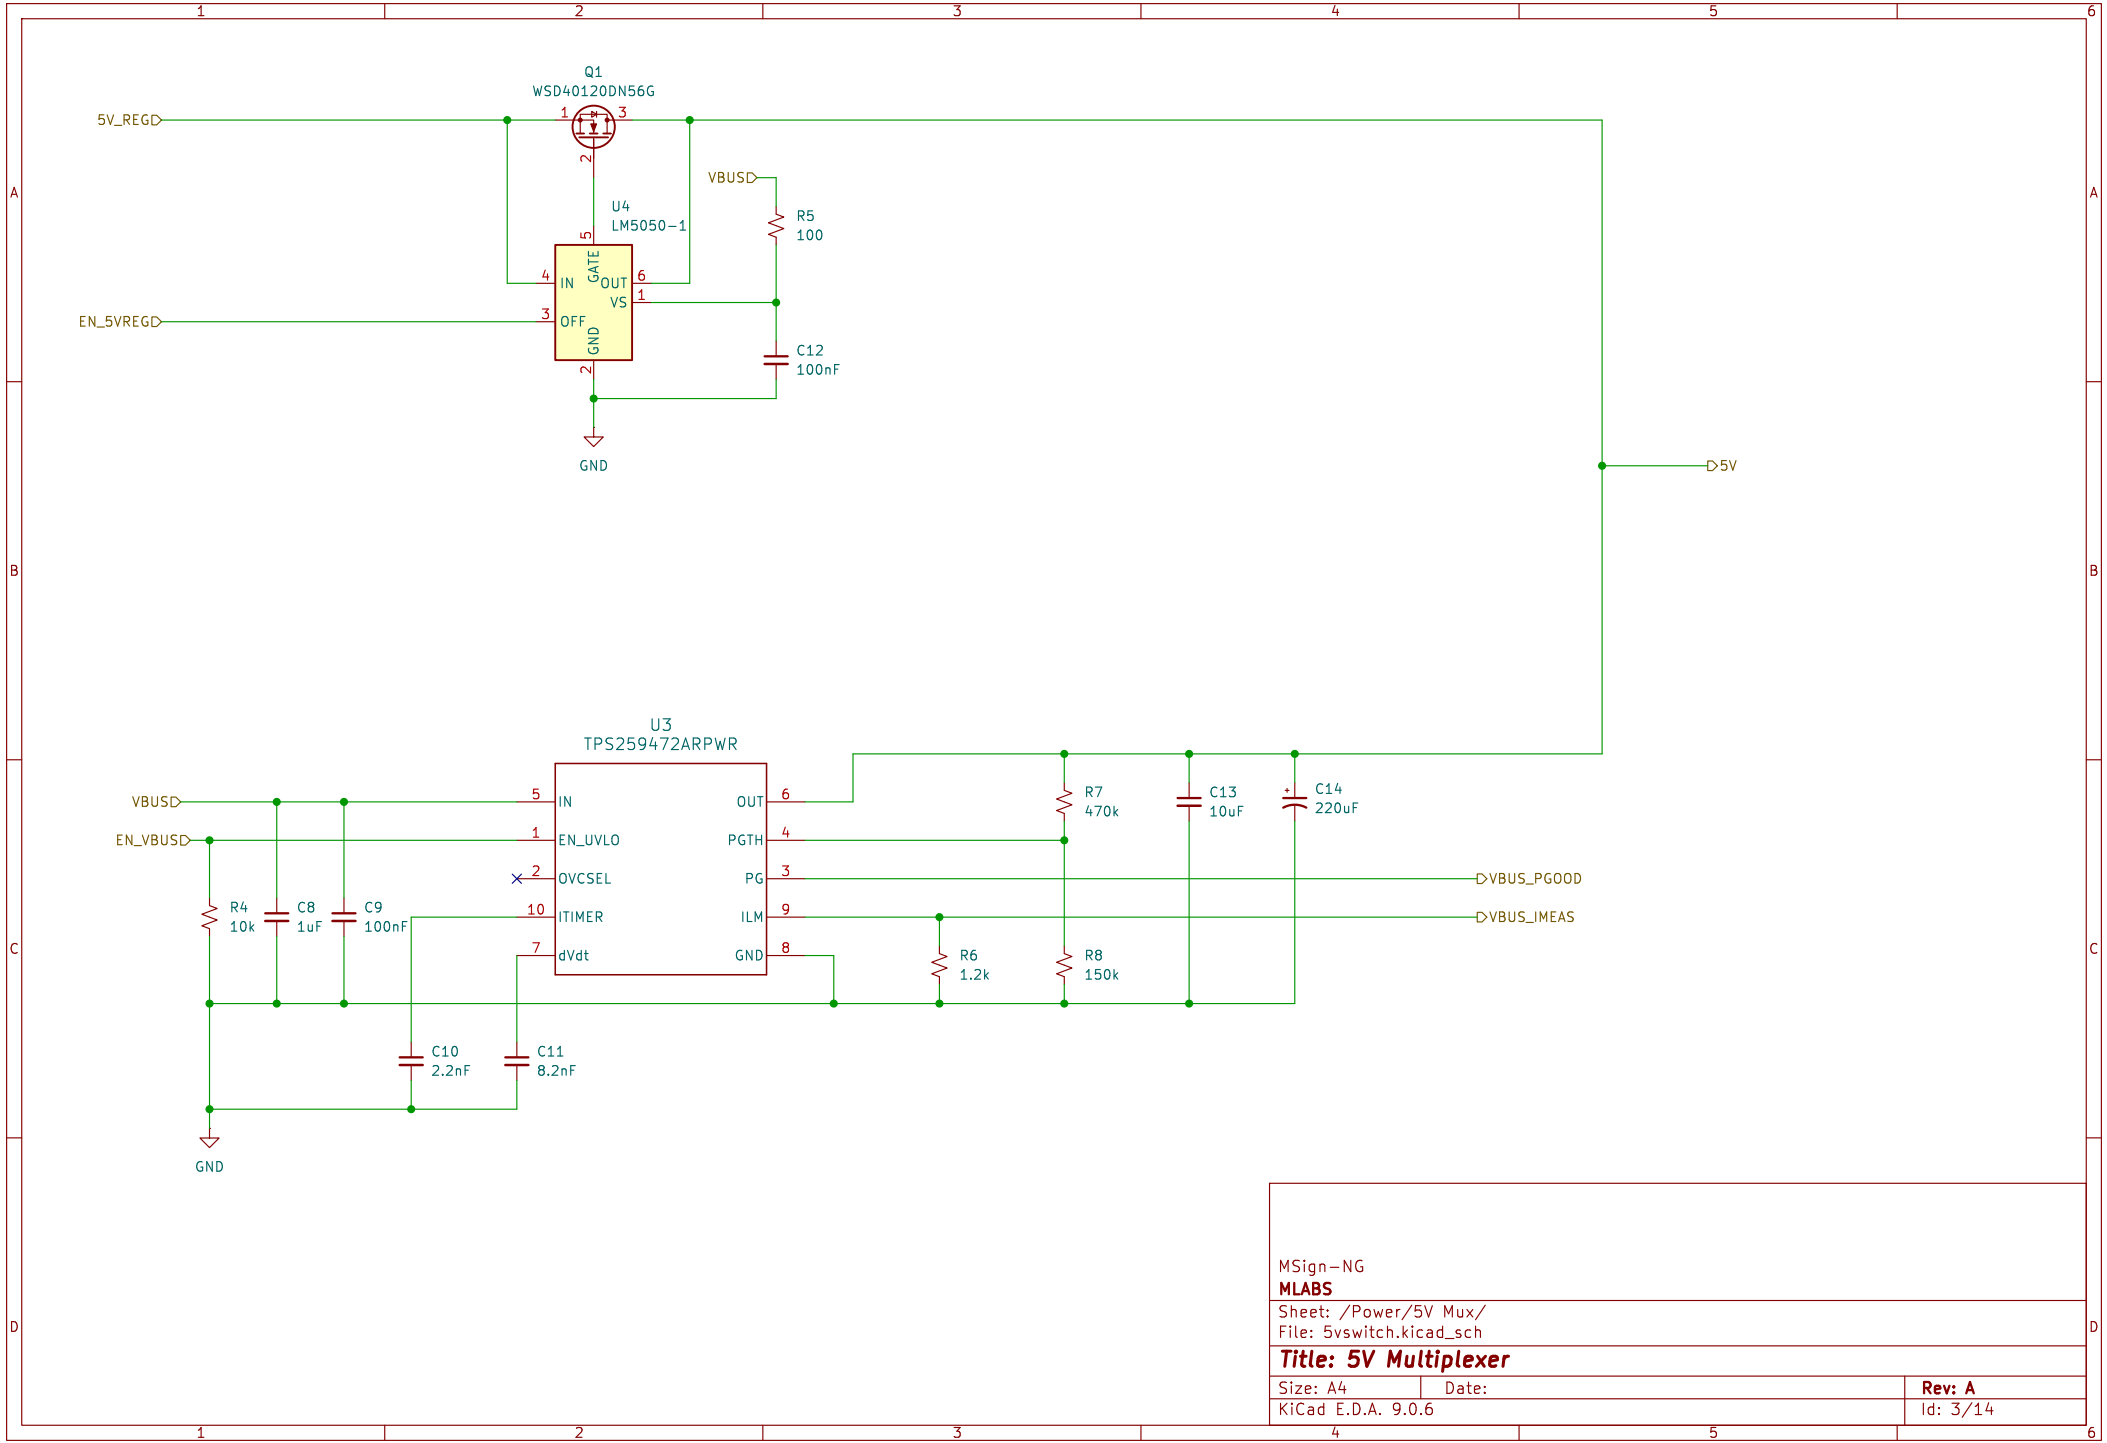 1 2 3 4 5 6
A A
B B
C C
D D
Q1
WSD40120DN56G
5V_REG
1 3
2
VBUS
U4
LM5050-1
R5
100
5
GATE
4 IN
OUT 6
VS 1
EN_5VREG
3 OFF
GND
2
C12
100nF
GND
5V
U3
TPS259472ARPWR
VBUS
5 IN
OUT 6
R7
470k
C13
10uF
+
C14
220uF
EN_VBUS
1 EN_UVLO
PGTH 4
2 OVCSEL
PG 3
VBUS_PGOOD
R4
10k
C8
1uF
C9
100nF
10 ITIMER
ILM 9
VBUS_IMEAS
7 dVdt
GND 8
R6
1.2k
R8
150k
C10
2.2nF
C11
8.2nF
GND
MSign-NG
MLABS
Sheet: /Power/5V Mux/
File: 5vswitch.kicad_sch
Title: 5V Multiplexer
Size: A4 Date: Rev: A
KiCad E.D.A. 9.0.6 Id: 3/14
1 2 3 4 5 6